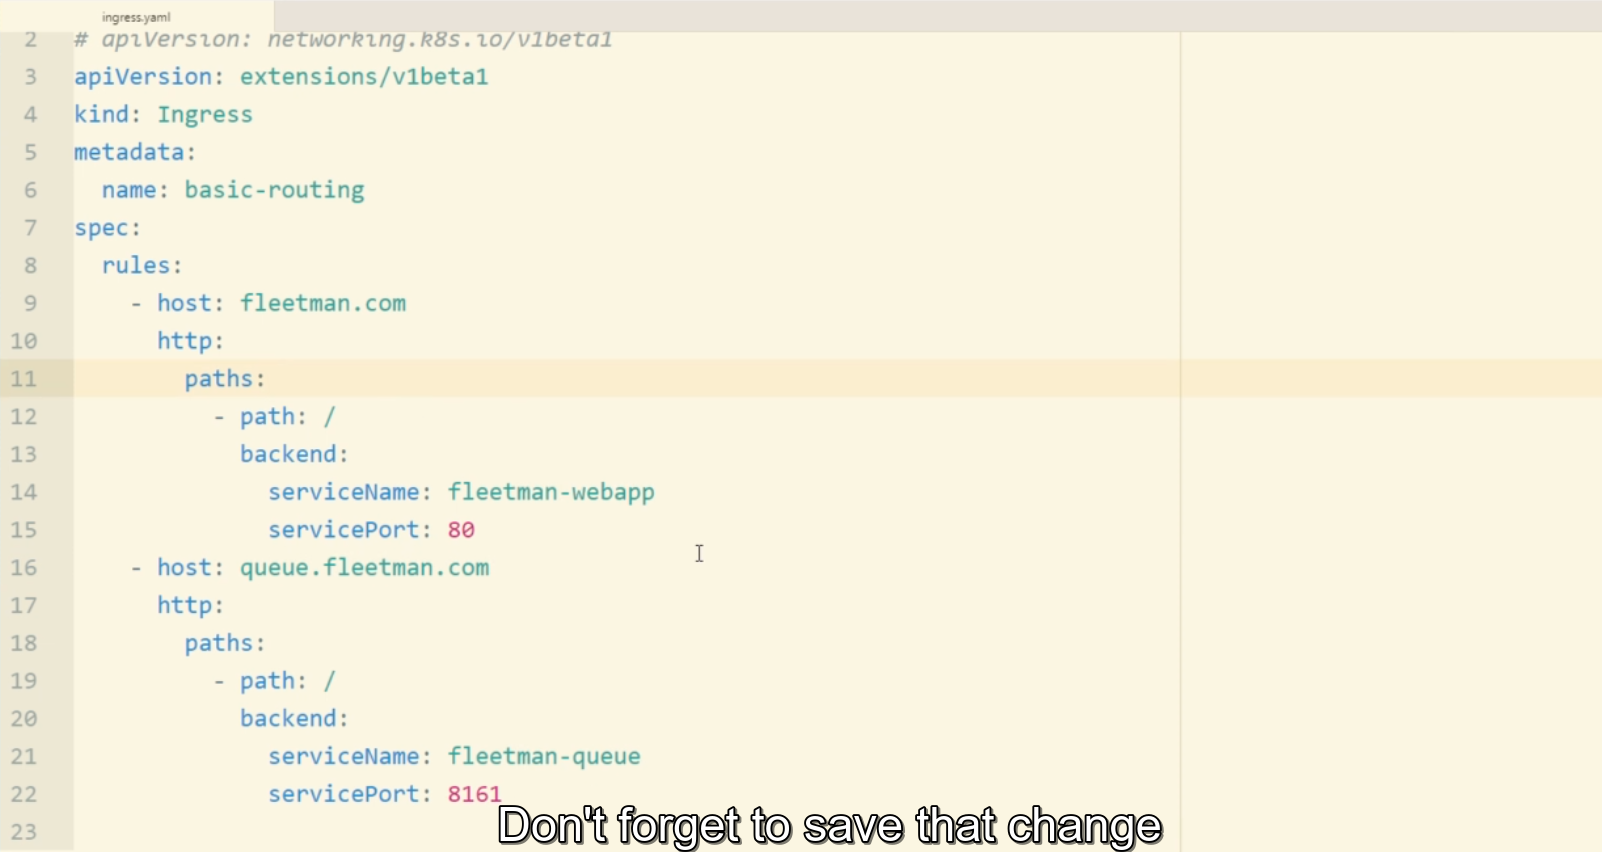 ingress.yaml
2 # apiVersion: networking.k8s.io/v1beta1
3 apiVersion: extensions/v1beta1
4 kind: Ingress
5 metadata:
6   name: basic-routing
7 spec:
8   rules:
9     - host: fleetman.com
10       http:
11         paths:
12           - path: /
13             backend:
14               serviceName: fleetman-webapp
15               servicePort: 80
16     - host: queue.fleetman.com
17       http:
18         paths:
19           - path: /
20             backend:
21               serviceName: fleetman-queue
22               servicePort: 8161
23
Don't forget to save that change